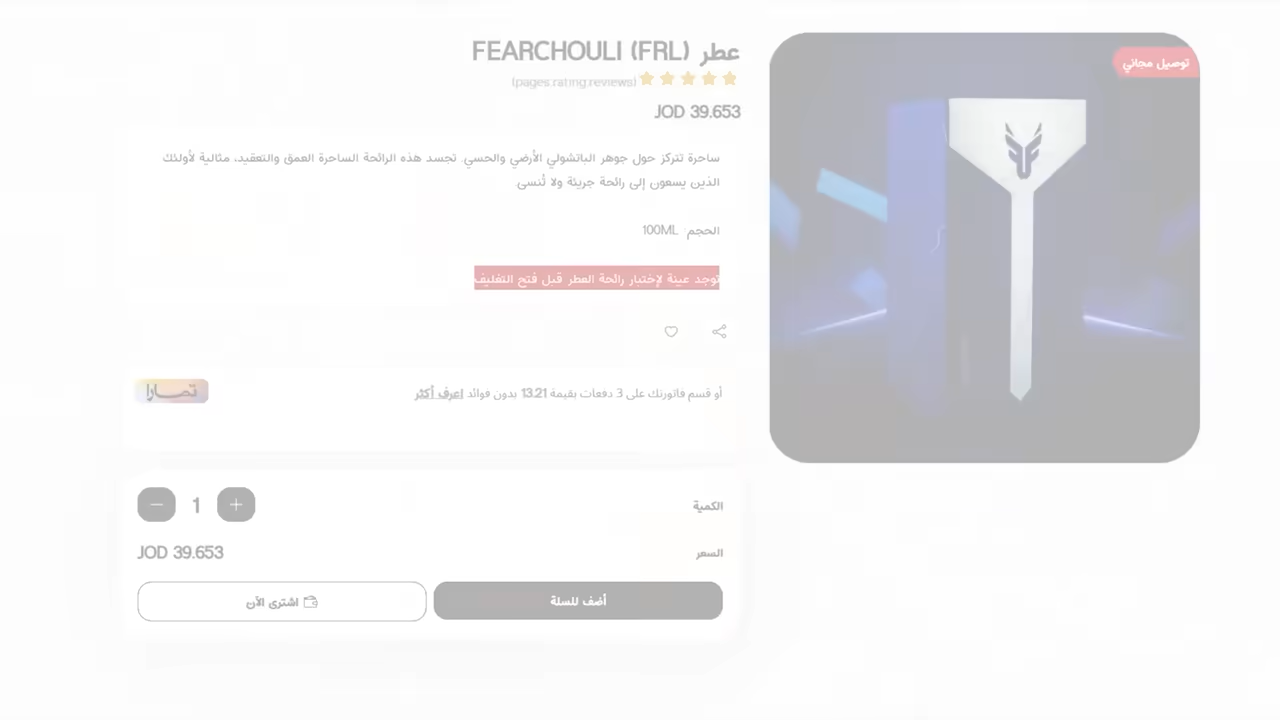 توصيل مجاني
عطر FEARCHOULI (FRL)
(pages.rating.reviews)
JOD 39.653
ساحرة تتركز حول جوهر الباتشولي الأرضي والحسي. تجسد هذه الرائحة الساحرة العمق والتعقيد، مثالية لأولئك
الذين يسعون إلى رائحة جريئة ولا تُنسى
الحجم: 100ML
توجد عينة لإختبار رائحة العطر قبل فتح التغليف
أو قسم فاتورتك على 3 دفعات بقيمة 13.21 بدون فوائد اعرف أكثر
تمارا
الكمية
+ 1 −
السعر
JOD 39.653
أضف للسلة
اشتري الآن